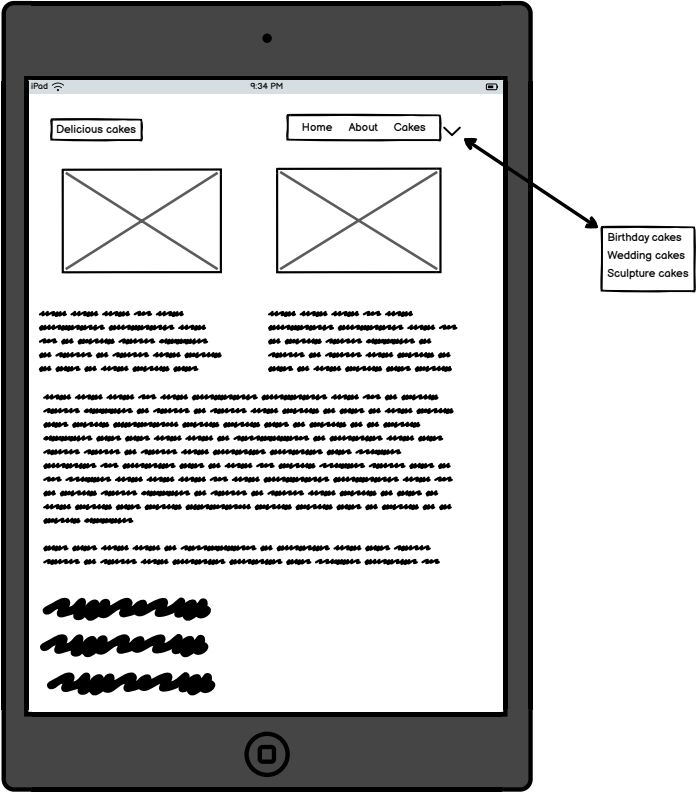 iPad 9:34 PM
Delicious cakes
Home About Cakes
Birthday cakes
Wedding cakes
Sculpture cakes